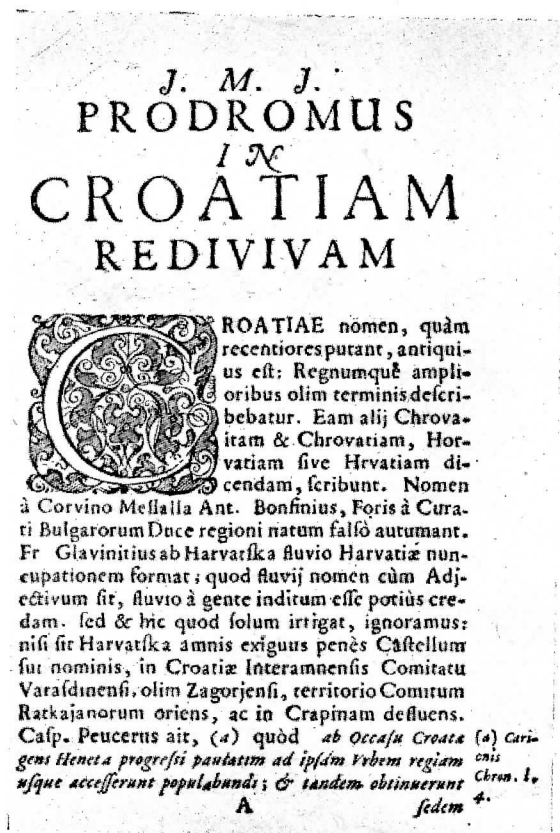 J. M. J.
PRODROMUS
IN
CROATIAM
REDIVIVAM
CROATIAE nomen, quàm
recentiores putant, antiqui-
us est: Regnumquè ampli-
oribus olim terminis descri-
bebatur. Eam alij Chrova-
itam & Chrovatiam, Hor-
vatiam sive Hrvatiam di-
cendam, scribunt. Nomen
à Corvino Messalla Ant. Bonfinius, Foris à Cura-
ti Bulgarorum Duce regioni natum falsò autumant.
Fr Glavinitius ab Harvatska fluvio Harvatiæ nun-
cupationem format; quod fluvij nomen cùm Adj-
ectivum sit, fluvio à gente inditum esse potiùs cre-
dam. sed & hic quod solum irrigat, ignoramus:
nisi sit Harvatska amnis exiguus penès Castellum
sui nominis, in Croatiæ Interamnensis Comitatu
Varasdinensi, olim Zagorjensi, territorio Comitum
Ratkajanorum oriens, ac in Crapinam defluens.
Casp. Peucerus ait, (a) quòd ab Occasu Croatæ
gens Heneta progressi paulatim ad ipsam Vrbem regiam
usque accesserunt populabundi; & tandem obtinuerunt
A sedem
(a) Cari-
onis
Chron. l.
4.